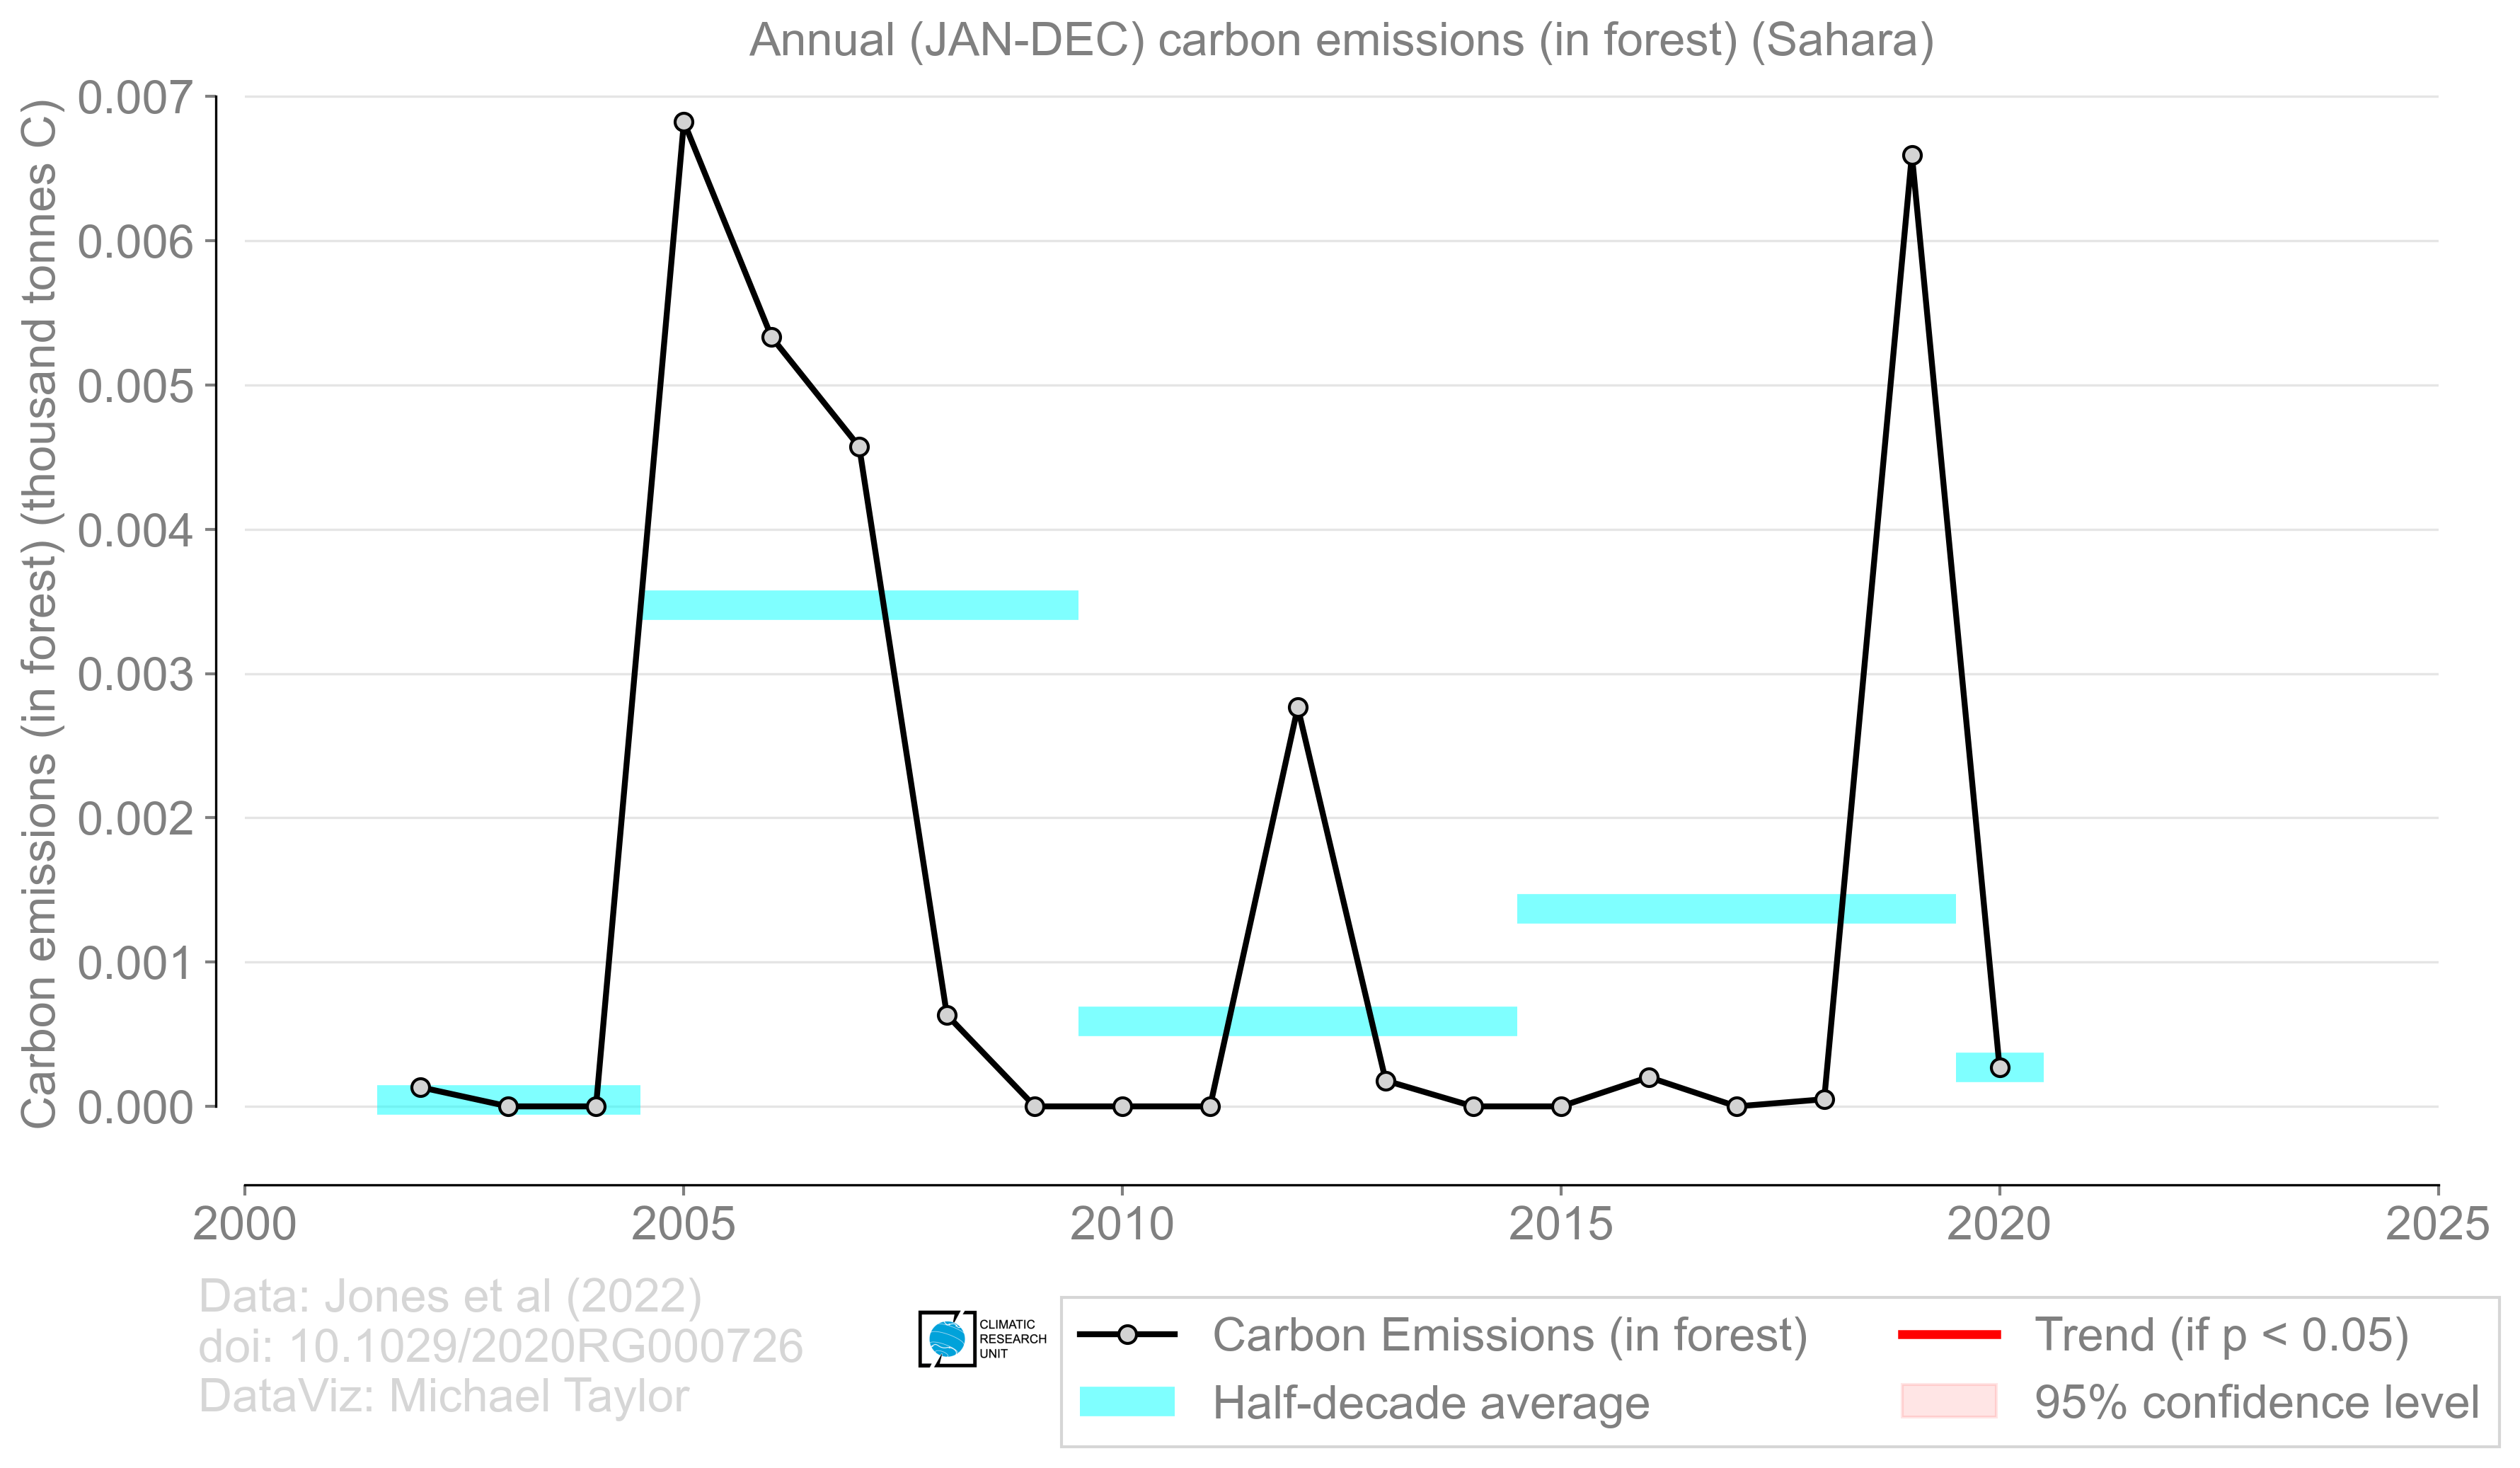 Annual (JAN-DEC) carbon emissions (in forest) (Sahara)
Carbon emissions (in forest) (thousand tonnes C)
0.007
0.006
0.005
0.004
0.003
0.002
0.001
0.000
2000 2005 2010 2015 2020 2025
Data: Jones et al (2022)
doi: 10.1029/2020RG000726
DataViz: Michael Taylor
CLIMATIC
RESEARCH
UNIT
Carbon Emissions (in forest)
Half-decade average
Trend (if p < 0.05)
95% confidence level